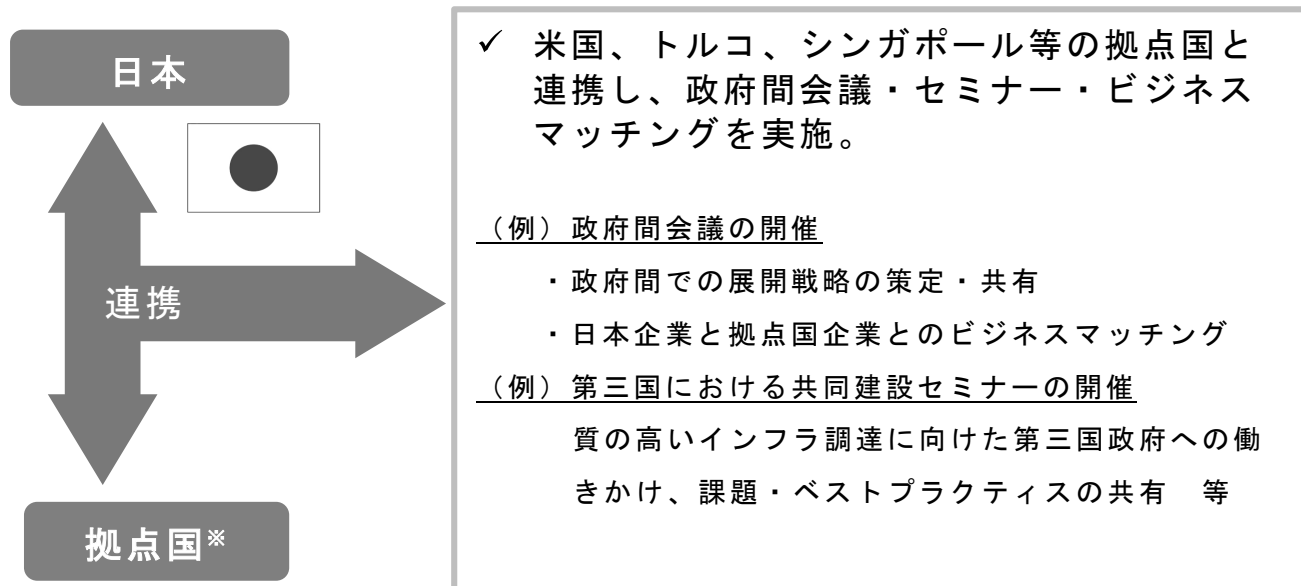 日本
連携
拠点国※
✓ 米国、トルコ、シンガポール等の拠点国と
連携し、政府間会議・セミナー・ビジネス
マッチングを実施。
（例）政府間会議の開催
・政府間での展開戦略の策定・共有
・日本企業と拠点国企業とのビジネスマッチング
（例）第三国における共同建設セミナーの開催
質の高いインフラ調達に向けた第三国政府への働
きかけ、課題・ベストプラクティスの共有　等